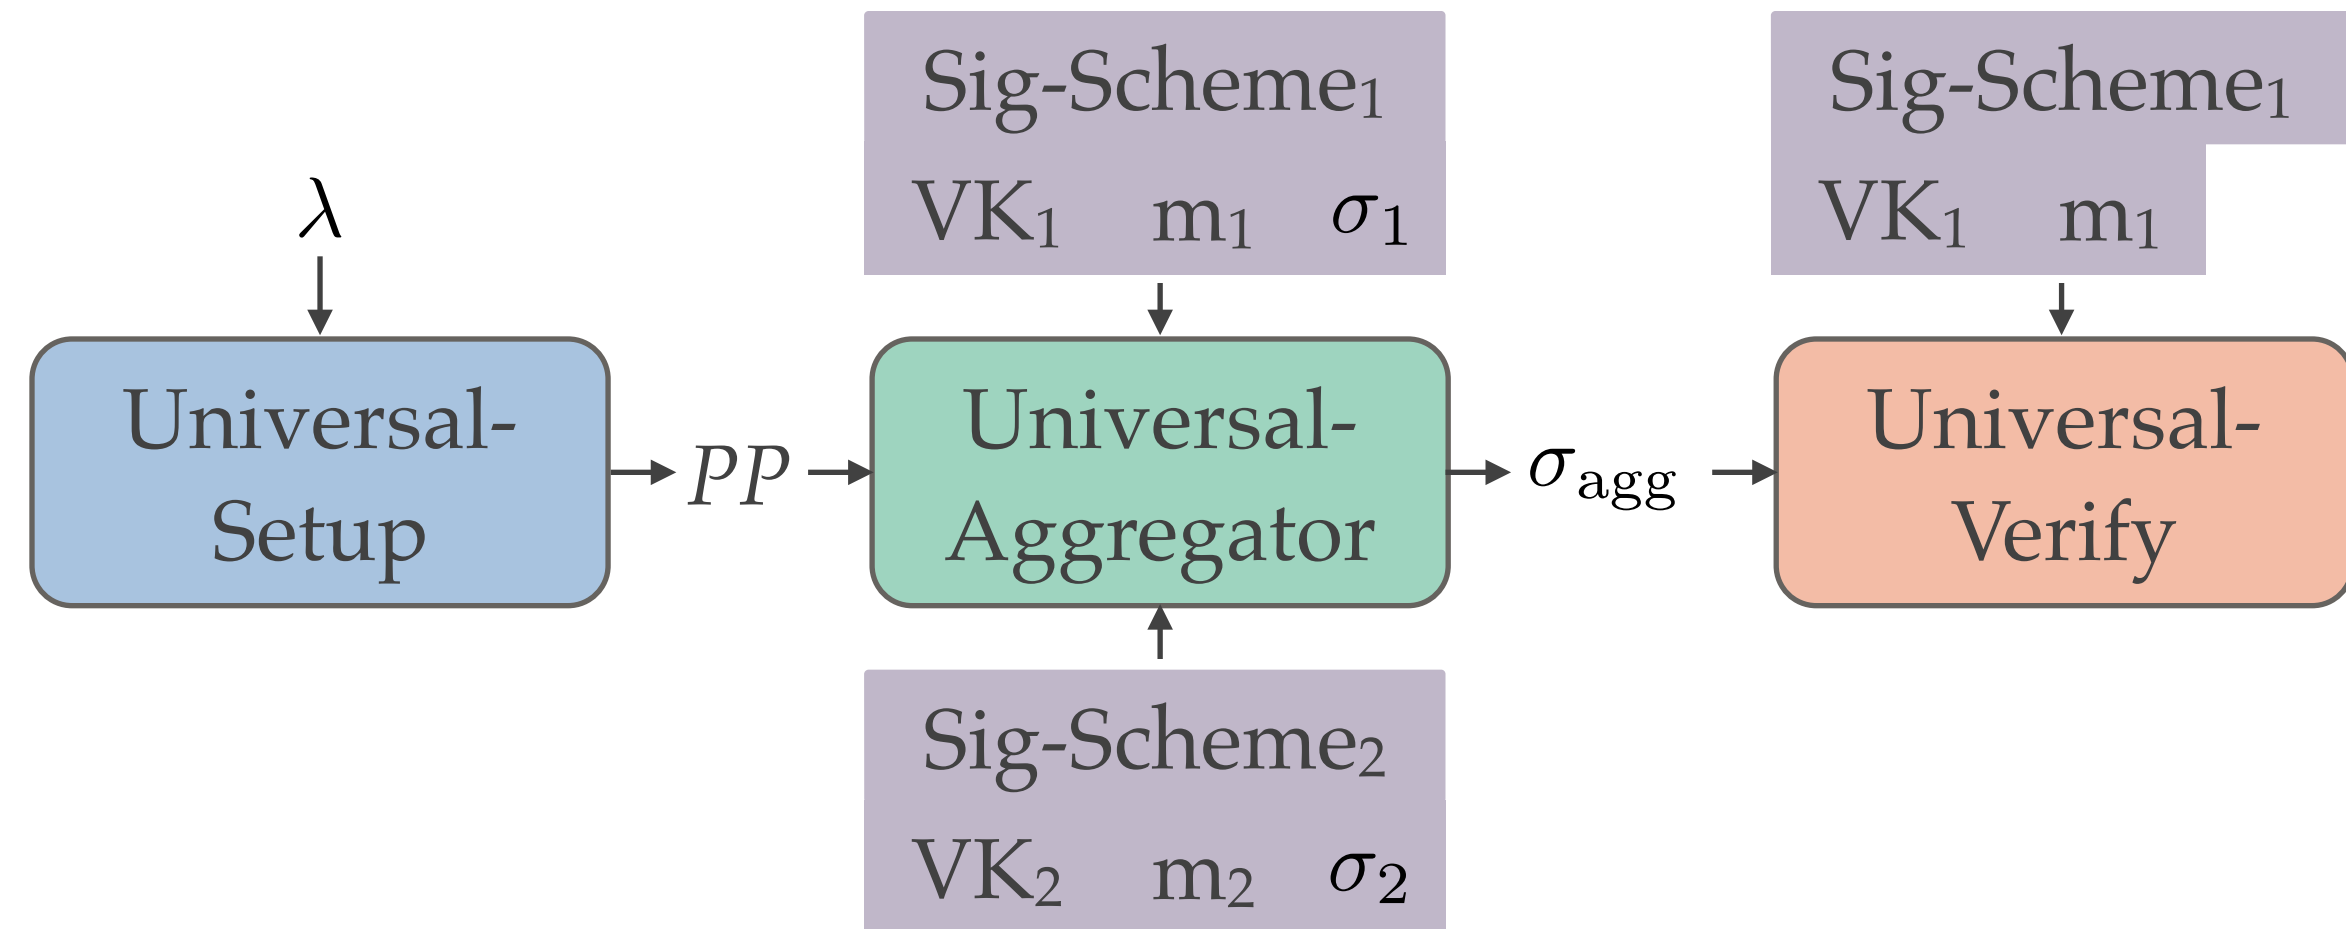 λ
Universal-
Setup
PP
Sig-Scheme₁
VK₁ m₁ σ₁
Universal-
Aggregator
Sig-Scheme₂
VK₂ m₂ σ₂
σ_agg
Sig-Scheme₁
VK₁ m₁
Universal-
Verify